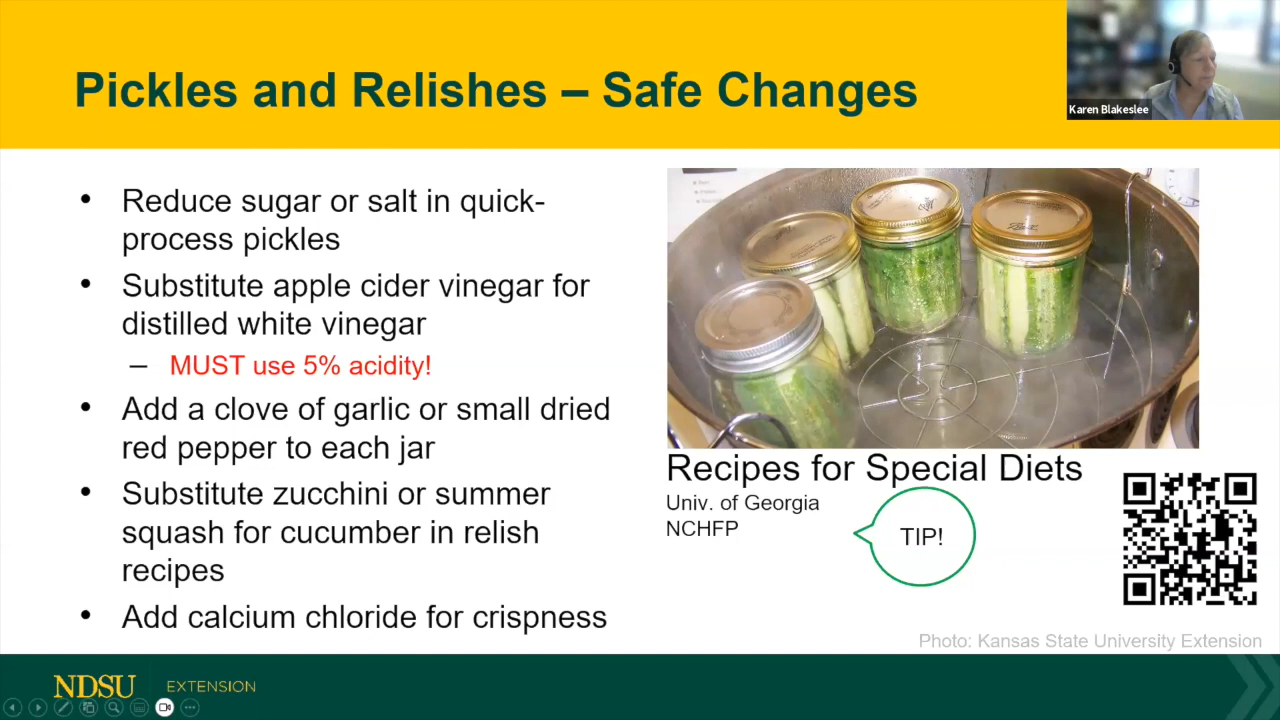 Pickles and Relishes – Safe Changes
Karen Blakeslee
• Reduce sugar or salt in quick-
process pickles
• Substitute apple cider vinegar for
distilled white vinegar
– MUST use 5% acidity!
• Add a clove of garlic or small dried
red pepper to each jar
• Substitute zucchini or summer
squash for cucumber in relish
recipes
• Add calcium chloride for crispness
Recipes for Special Diets
Univ. of Georgia
NCHFP
TIP!
Photo: Kansas State University Extension
NDSU EXTENSION